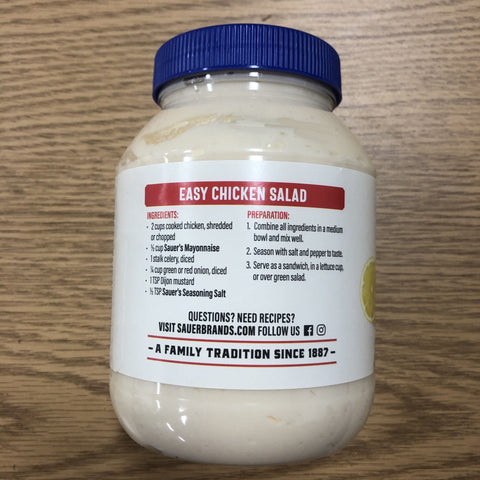 EASY CHICKEN SALAD
INGREDIENTS:
• 2 cups cooked chicken, shredded
or chopped
cup Sauer's Mayonnaise
• 1 stalk celery, diced
• ¼ cup green or red onion, diced
• 1 TSP Dijon mustard
• ½ TSP Sauer's Seasoning Salt
PREPARATION:
1. Combine all ingredients in a medium
bowl and mix well.
2. Season with salt and pepper to taste.
3. Serve as a sandwich, in a lettuce cup,
or over green salad.
QUESTIONS? NEED RECIPES?
VISIT SAUERBRANDS.COM FOLLOW US
– A FAMILY TRADITION SINCE 1887 –